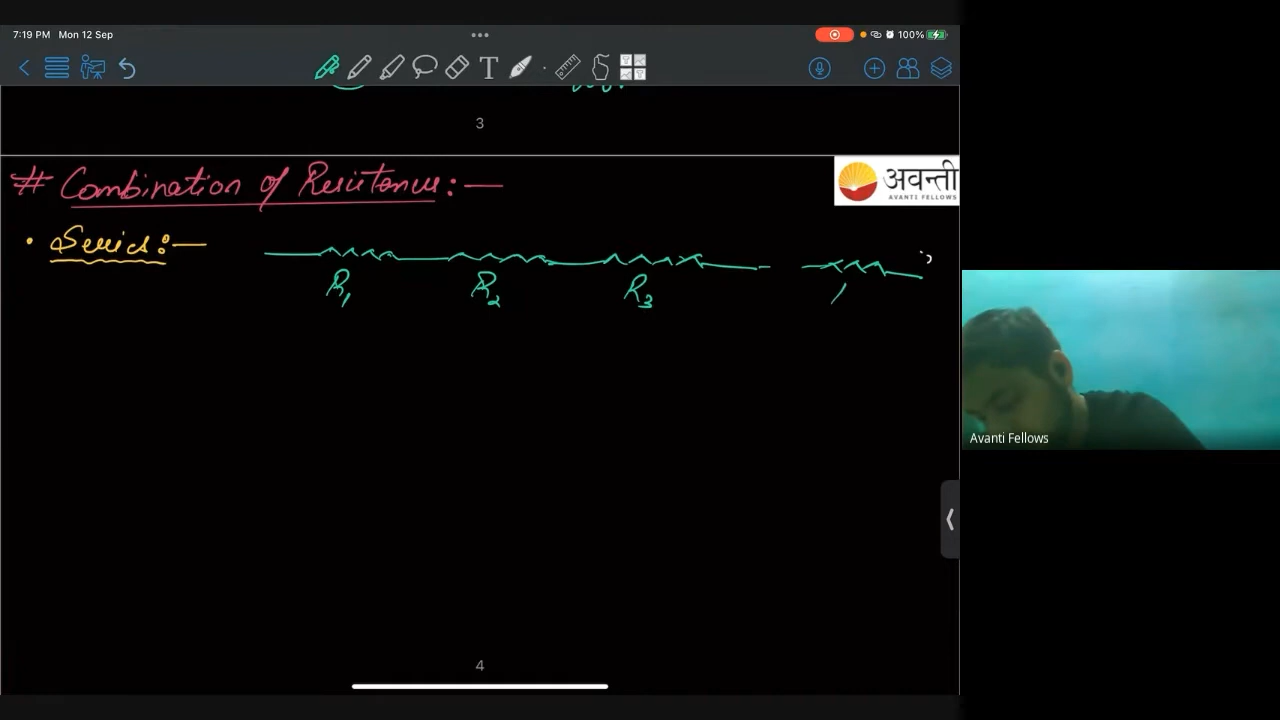 7:19 PM Mon 12 Sep
100%
T
3
# Combination of Resistance:—
अवन्ती
AVANTI FELLOWS
• Series:—
R1 R2 R3
Avanti Fellows
4